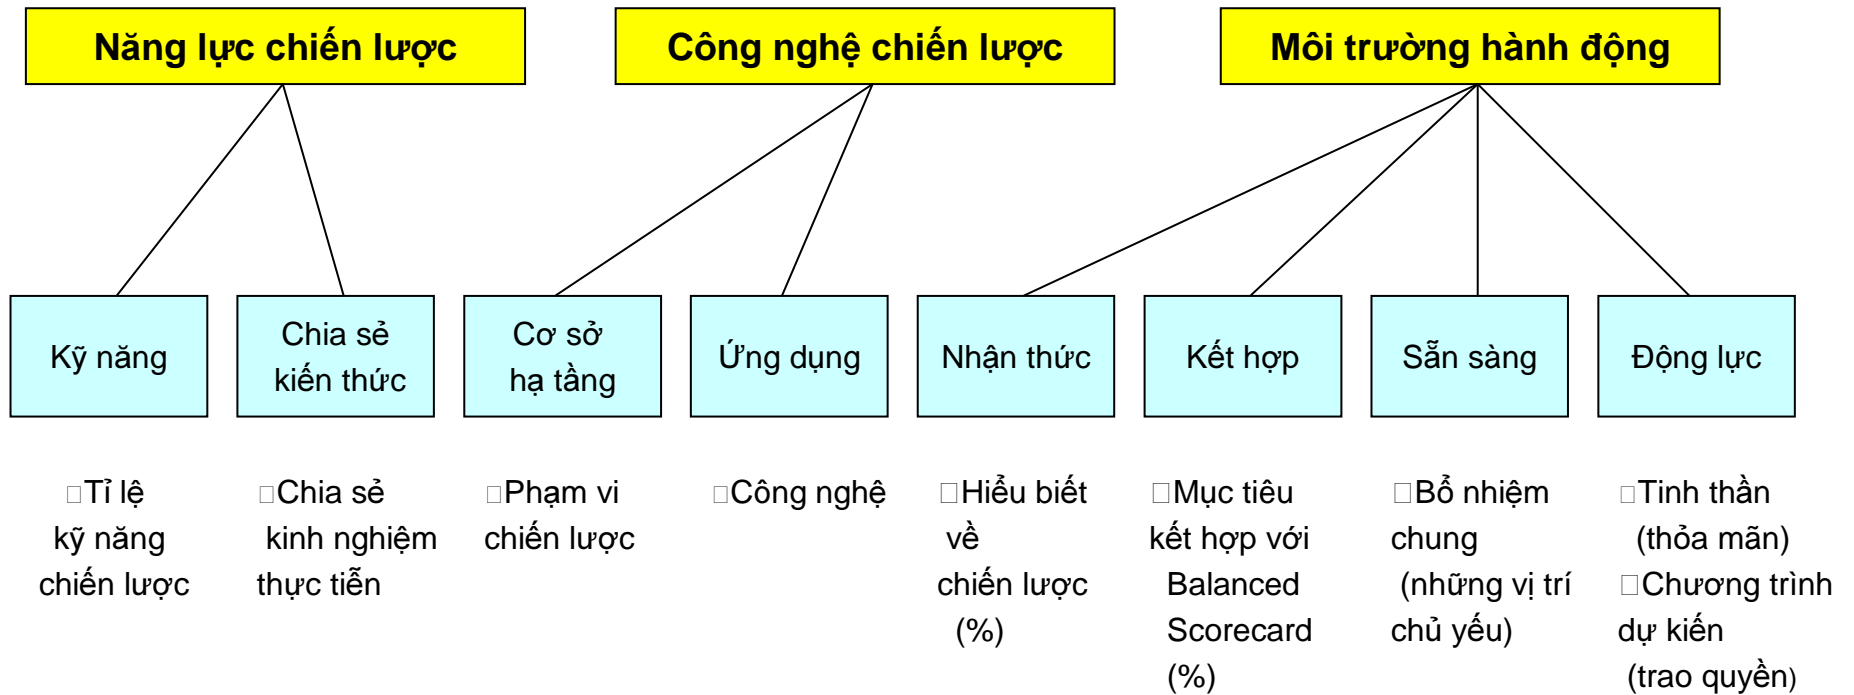 Năng lực chiến lược
Công nghệ chiến lược
Môi trường hành động
Kỹ năng
Chia sẻ
kiến thức
Cơ sở
hạ tầng
Ứng dụng
Nhận thức
Kết hợp
Sẵn sàng
Động lực
□Tỉ lệ
kỹ năng
chiến lược
□Chia sẻ
kinh nghiệm
thực tiễn
□Phạm vi
chiến lược
□Công nghệ
□Hiểu biết
về
chiến lược
(%)
□Mục tiêu
kết hợp với
Balanced
Scorecard
(%)
□Bổ nhiệm
chung
(những vị trí
chủ yếu)
□Tinh thần
(thỏa mãn)
□Chương trình
dự kiến
(trao quyền)